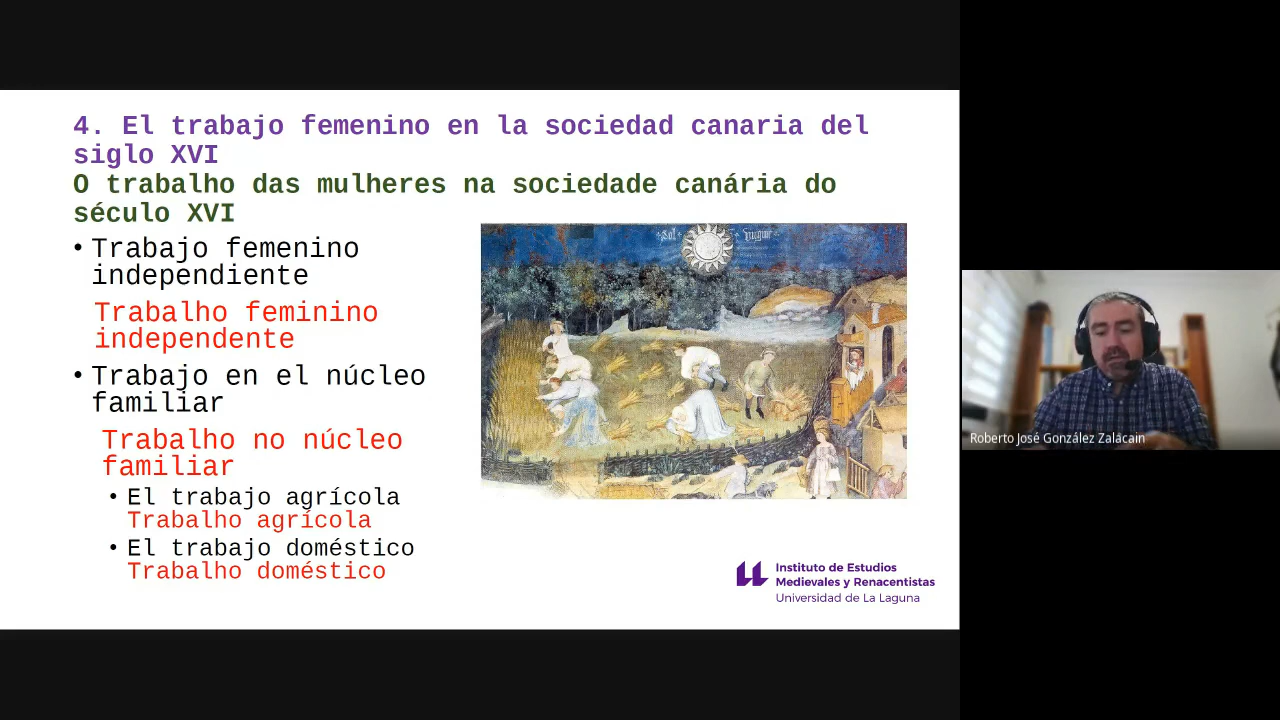 4. El trabajo femenino en la sociedad canaria del
siglo XVI
O trabalho das mulheres na sociedade canária do
século XVI
• Trabajo femenino
independiente
Trabalho feminino
independente
• Trabajo en el núcleo
familiar
Trabalho no núcleo
familiar
• El trabajo agrícola
Trabalho agrícola
• El trabajo doméstico
Trabalho doméstico
Instituto de Estudios
Medievales y Renacentistas
Universidad de La Laguna
Roberto José González Zalacain